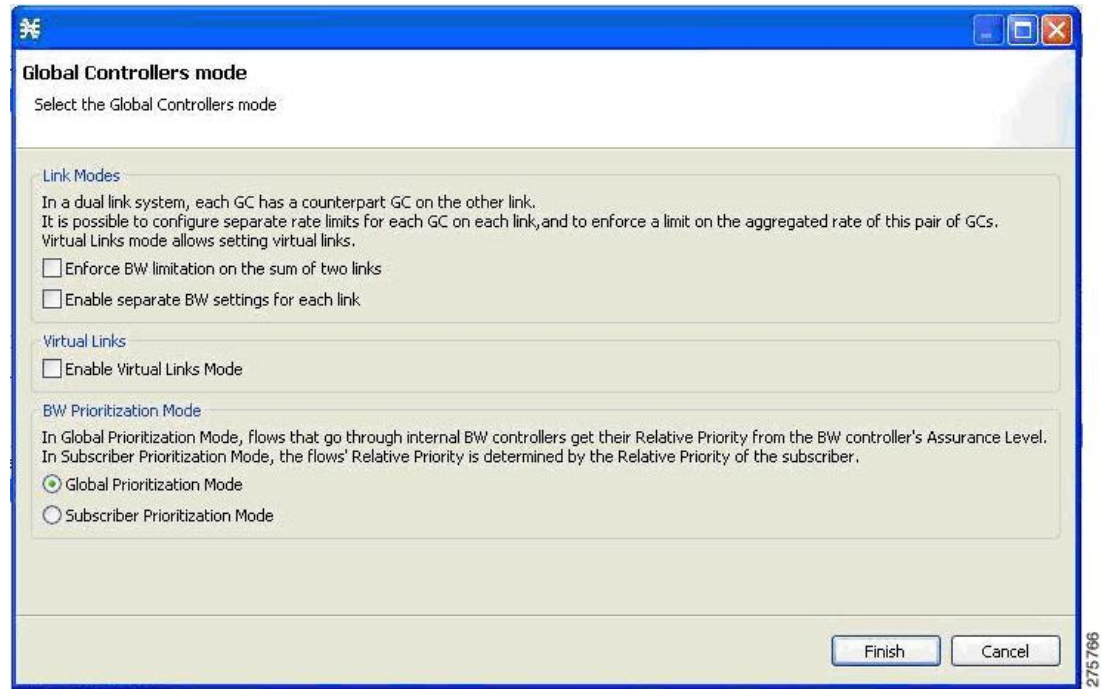 Global Controllers mode
Select the Global Controllers mode
Link Modes
In a dual link system, each GC has a counterpart GC on the other link.
It is possible to configure separate rate limits for each GC on each link,and to enforce a limit on the aggregated rate of this pair of GCs.
Virtual Links mode allows setting virtual links.
Enforce BW limitation on the sum of two links
Enable separate BW settings for each link
Virtual Links
Enable Virtual Links Mode
BW Prioritization Mode
In Global Prioritization Mode, flows that go through internal BW controllers get their Relative Priority from the BW controller's Assurance Level.
In Subscriber Prioritization Mode, the flows' Relative Priority is determined by the Relative Priority of the subscriber.
Global Prioritization Mode
Subscriber Prioritization Mode
Finish
Cancel
275766